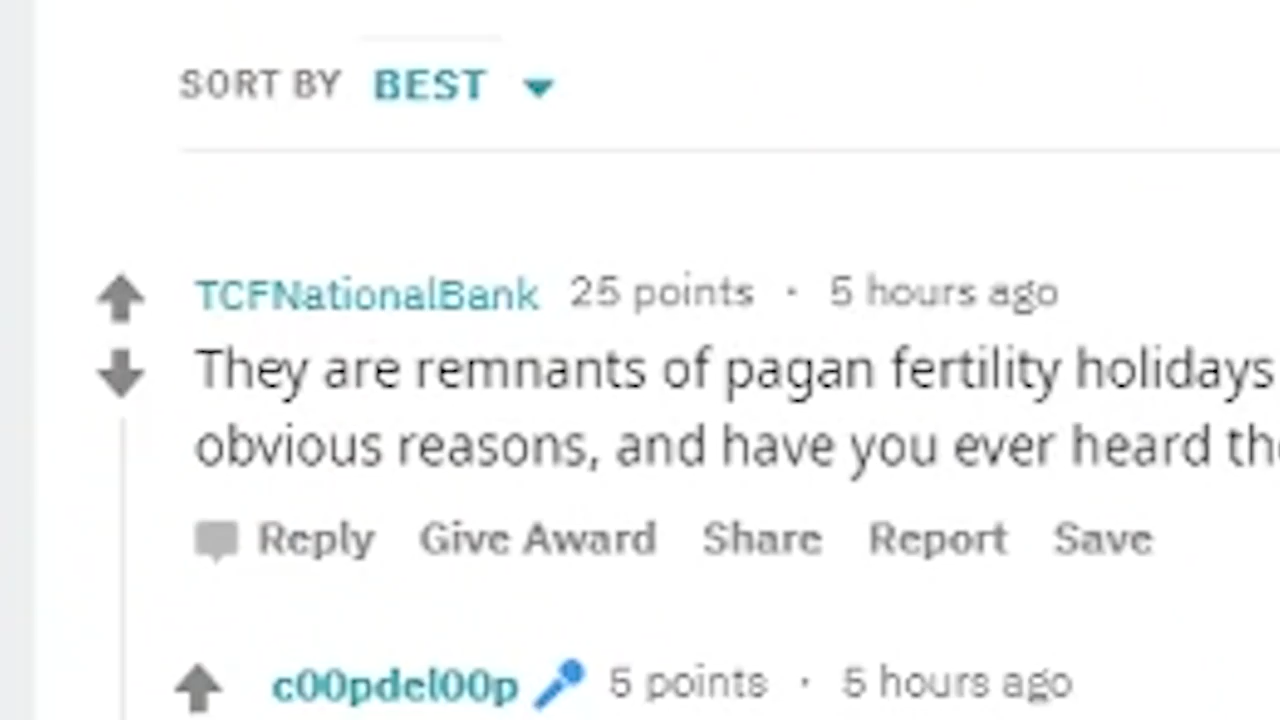 SORT BY BEST
TCFNationalBank 25 points · 5 hours ago
They are remnants of pagan fertility holidays
obvious reasons, and have you ever heard
Reply Give Award Share Report Save
c00pdel00p 5 points · 5 hours ago